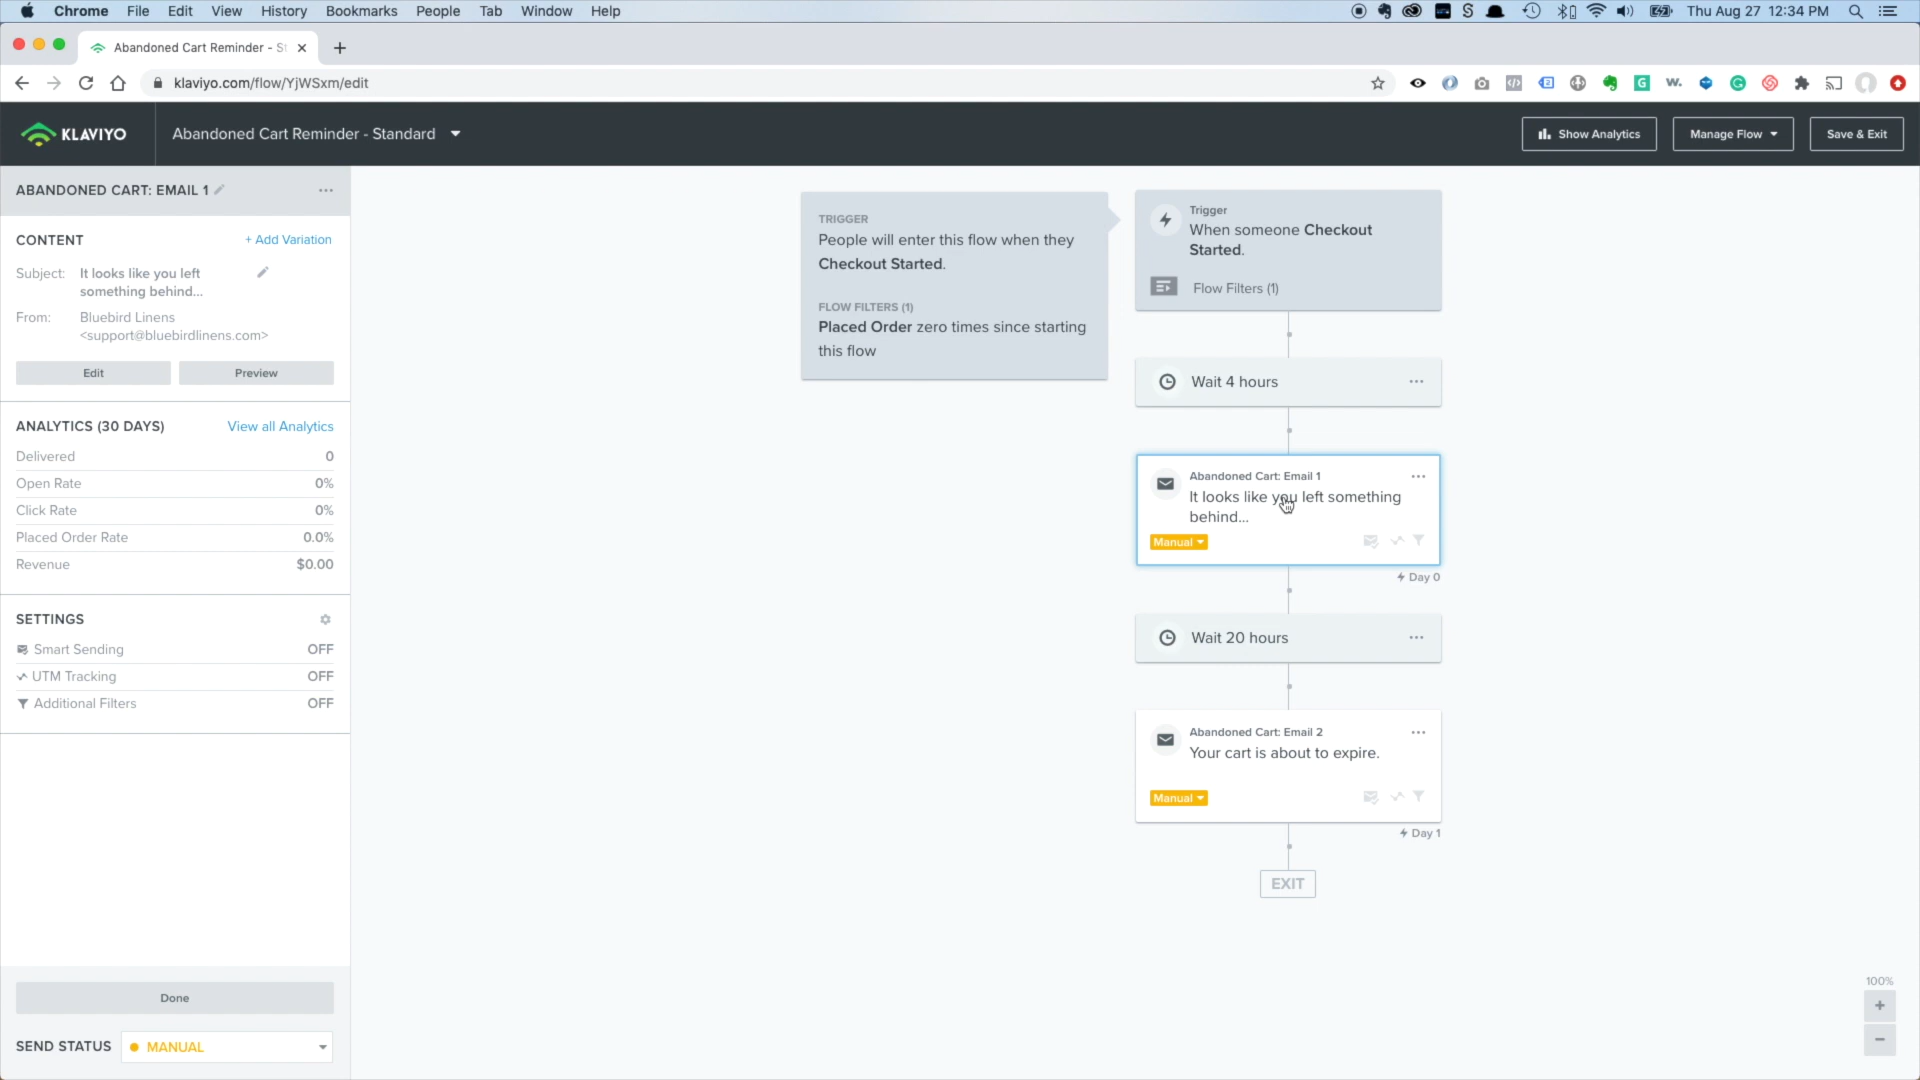 Chrome File Edit View History Bookmarks People Tab Window Help
Thu Aug 27 12:34 PM
Abandoned Cart Reminder - St
klaviyo.com/flow/YjWSxm/edit
KLAVIYO
Abandoned Cart Reminder - Standard
Show Analytics
Manage Flow
Save & Exit
ABANDONED CART: EMAIL 1
CONTENT
+ Add Variation
Subject: It looks like you left
something behind...
From: Bluebird Linens
<support@bluebirdlinens.com>
Edit
Preview
ANALYTICS (30 DAYS)
View all Analytics
Delivered 0
Open Rate 0%
Click Rate 0%
Placed Order Rate 0.0%
Revenue $0.00
SETTINGS
Smart Sending OFF
UTM Tracking OFF
Additional Filters OFF
Done
SEND STATUS MANUAL
TRIGGER
People will enter this flow when they
Checkout Started.
FLOW FILTERS (1)
Placed Order zero times since starting
this flow
Trigger
When someone Checkout
Started.
Flow Filters (1)
Wait 4 hours
Abandoned Cart: Email 1
It looks like you left something
behind...
Manual
Day 0
Wait 20 hours
Abandoned Cart: Email 2
Your cart is about to expire.
Manual
Day 1
EXIT
100%